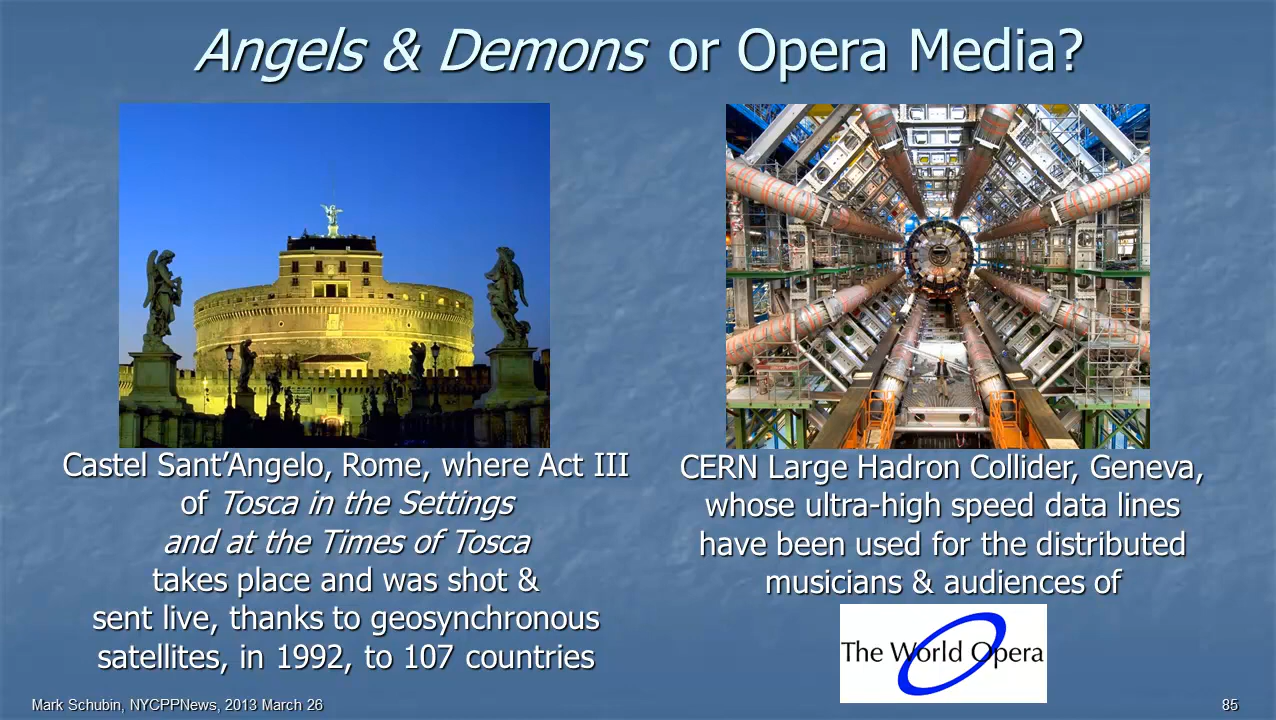 Angels & Demons or Opera Media?
Castel Sant’Angelo, Rome, where Act III
of Tosca in the Settings
and at the Times of Tosca
takes place and was shot &
sent live, thanks to geosynchronous
satellites, in 1992, to 107 countries
CERN Large Hadron Collider, Geneva,
whose ultra-high speed data lines
have been used for the distributed
musicians & audiences of
The World Opera
Mark Schubin, NYCPPNews, 2013 March 26
85